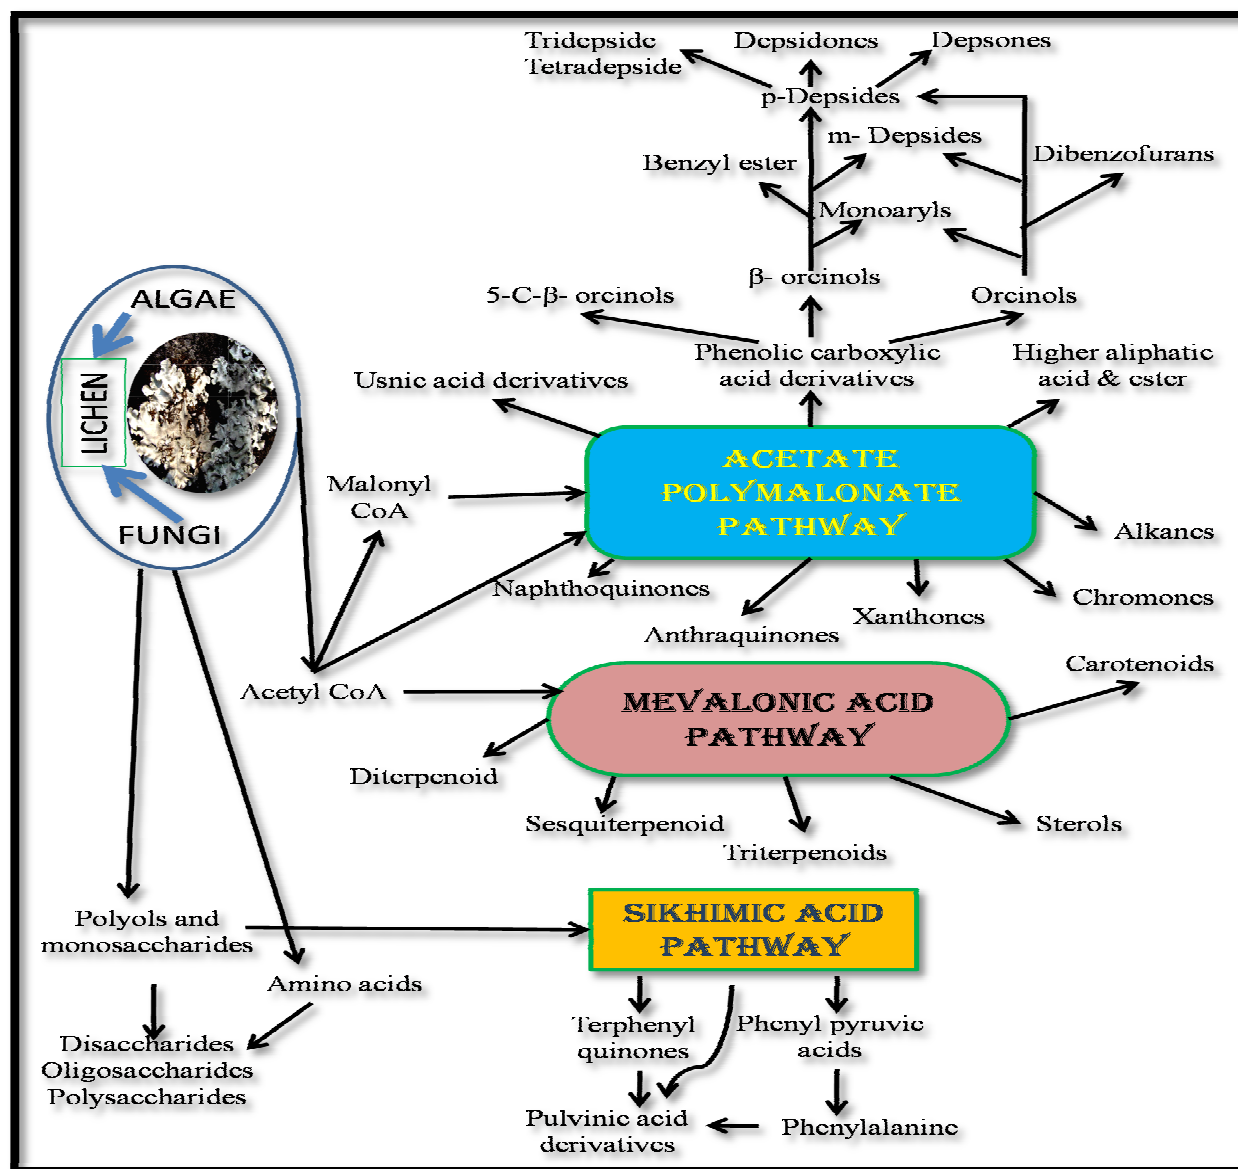 Tridepside
Tetradepside
Depsidones
Depsones
p-Depsides
m- Depsides
Benzyl ester
Dibenzofurans
Monoaryls
β- orcinols
5-C-β- orcinols
Orcinols
Phenolic carboxylic
acid derivatives
Higher aliphatic
acid & ester
Usnic acid derivatives
ALGAE
LICHEN
FUNGI
ACETATE
POLYMALONATE
PATHWAY
Malonyl
CoA
Alkanes
Naphthoquinones
Chromones
Xanthones
Anthraquinones
Carotenoids
Acetyl CoA
MEVALONIC ACID
PATHWAY
Diterpenoid
Sesquiterpenoid
Sterols
Triterpenoids
Polyols and
monosaccharides
SIKHIMIC ACID
PATHWAY
Amino acids
Terphenyl
quinones
Phenyl pyruvic
acids
Disaccharides
Oligosaccharides
Polysaccharides
Pulvinic acid
derivatives
Phenylalanine